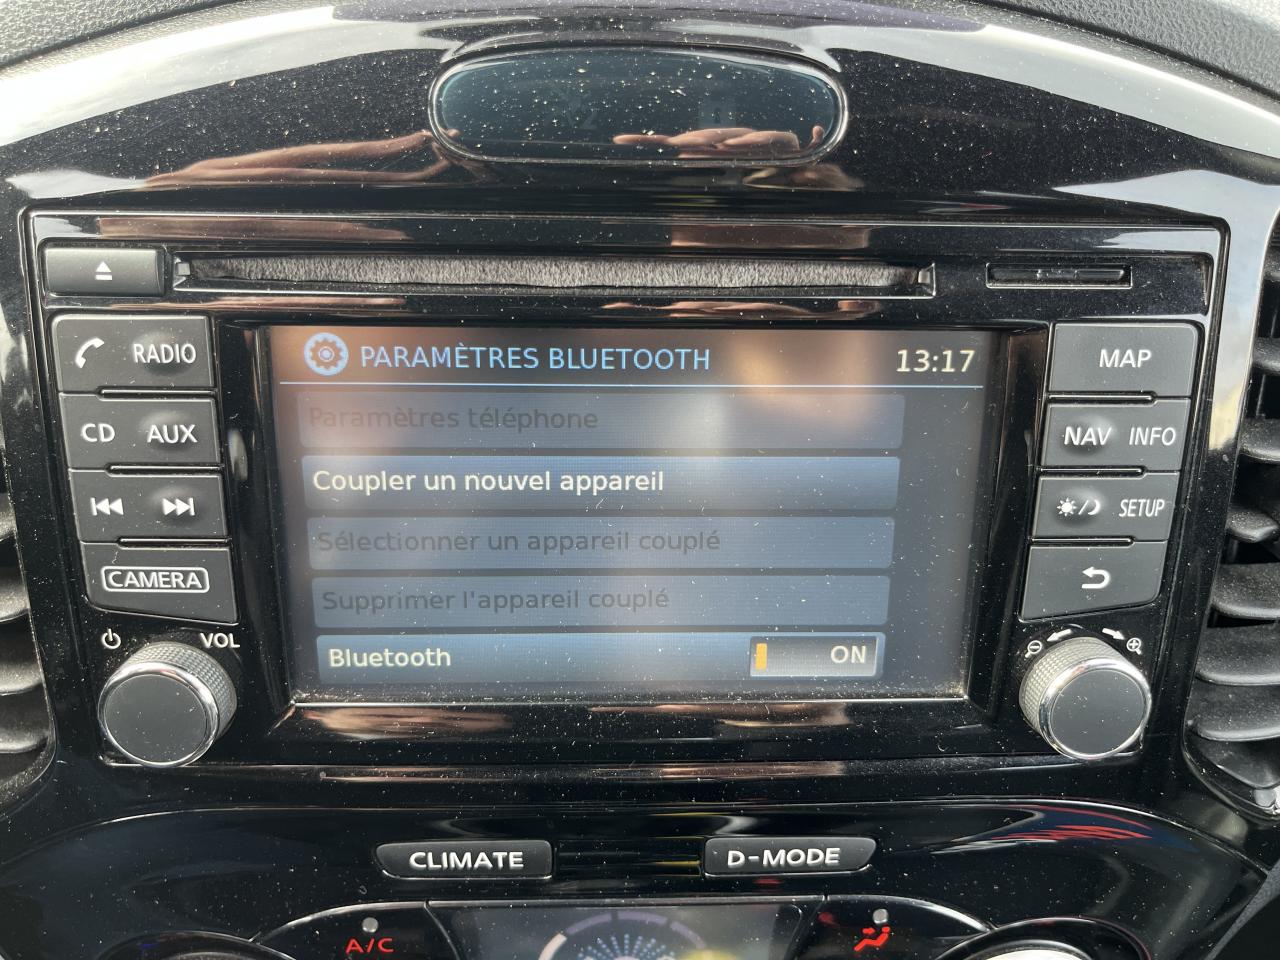 RADIO
CD AUX
CAMERA
VOL
PARAMÈTRES BLUETOOTH 13:17
Paramètres téléphone
Coupler un nouvel appareil
Sélectionner un appareil couplé
Supprimer l'appareil couplé
Bluetooth ON
MAP
NAV INFO
SETUP
CLIMATE D-MODE
A/C